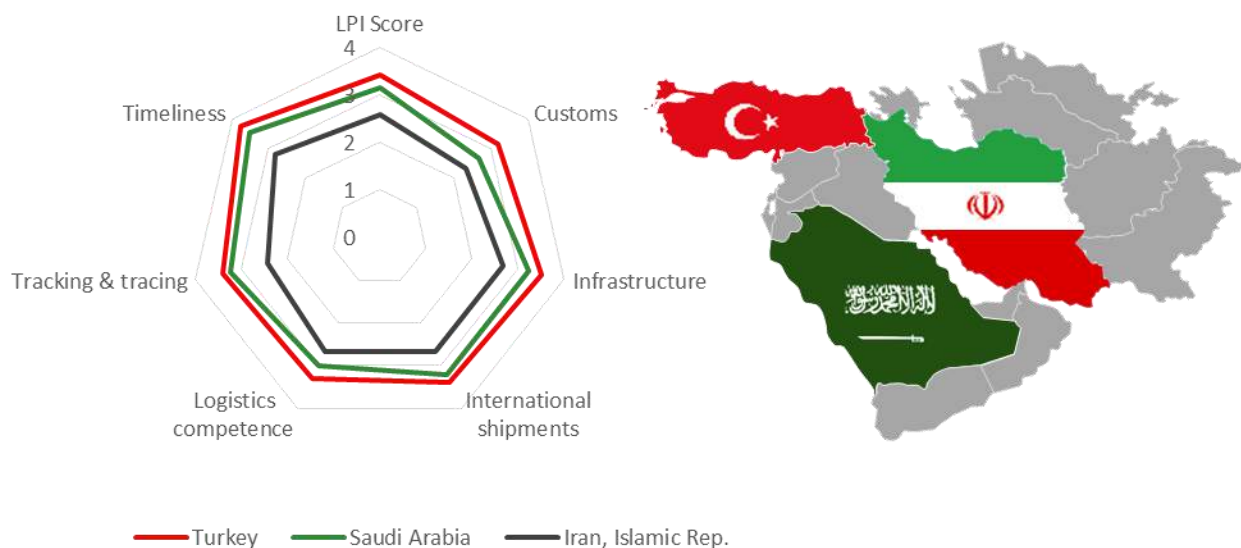 LPI Score
4
3
2
1
0
Customs
Infrastructure
International
shipments
Logistics
competence
Tracking & tracing
Timeliness
Turkey
Saudi Arabia
Iran, Islamic Rep.